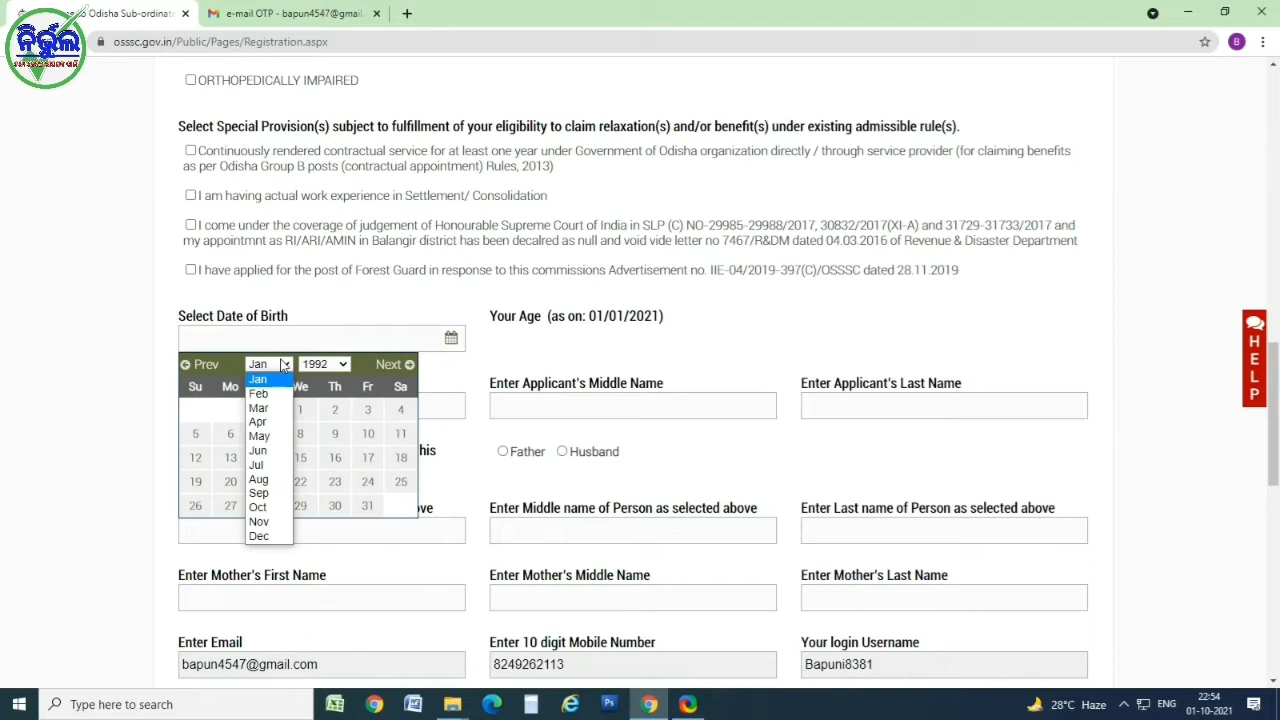 to Odisha Sub-ordinat
e-mail OTP - bapun4547@gmail.
ନିର୍ଭୁଲ
osssc.gov.in/Public/Pages/Registration.aspx
B
ORTHOPEDICALLY IMPAIRED
Select Special Provision(s) subject to fulfillment of your eligibility to claim relaxation(s) and/or benefit(s) under existing admissible rule(s).
Continuously rendered contractual service for at least one year under Government of Odisha organization directly / through service provider (for claiming benefits
as per Odisha Group B posts (contractual appointment) Rules, 2013)
I am having actual work experience in Settlement/ Consolidation
I come under the coverage of judgement of Honourable Supreme Court of India in SLP (C) NO-29985-29988/2017, 30832/2017(XI-A) and 31729-31733/2017 and
my appointmnt as RI/ARI/AMIN in Balangir district has been decalred as null and void vide letter no 7467/R&DM dated 04.03.2016 of Revenue & Disaster Department
I have applied for the post of Forest Guard in response to this commissions Advertisement no. IIE-04/2019-397(C)/OSSSC dated 28.11.2019
Select Date of Birth
Your Age (as on: 01/01/2021)
Prev Jan 1992 Next
Su Mo We Th Fr Sa
1 2 3 4
5 6 8 9 10 11
12 13 15 16 17 18
19 20 22 23 24 25
26 27 29 30 31
Jan
Feb
Mar
Apr
May
Jun
Jul
Aug
Sep
Oct
Nov
Dec
Enter Applicant's Middle Name
Enter Applicant's Last Name
his
Father Husband
ove
Enter Middle name of Person as selected above
Enter Last name of Person as selected above
Enter Mother's First Name
Enter Mother's Middle Name
Enter Mother's Last Name
Enter Email
Enter 10 digit Mobile Number
Your login Username
bapun4547@gmail.com
8249262113
Bapuni8381
HELP
Type here to search
28°C Haze
ENG
22:54
01-10-2021